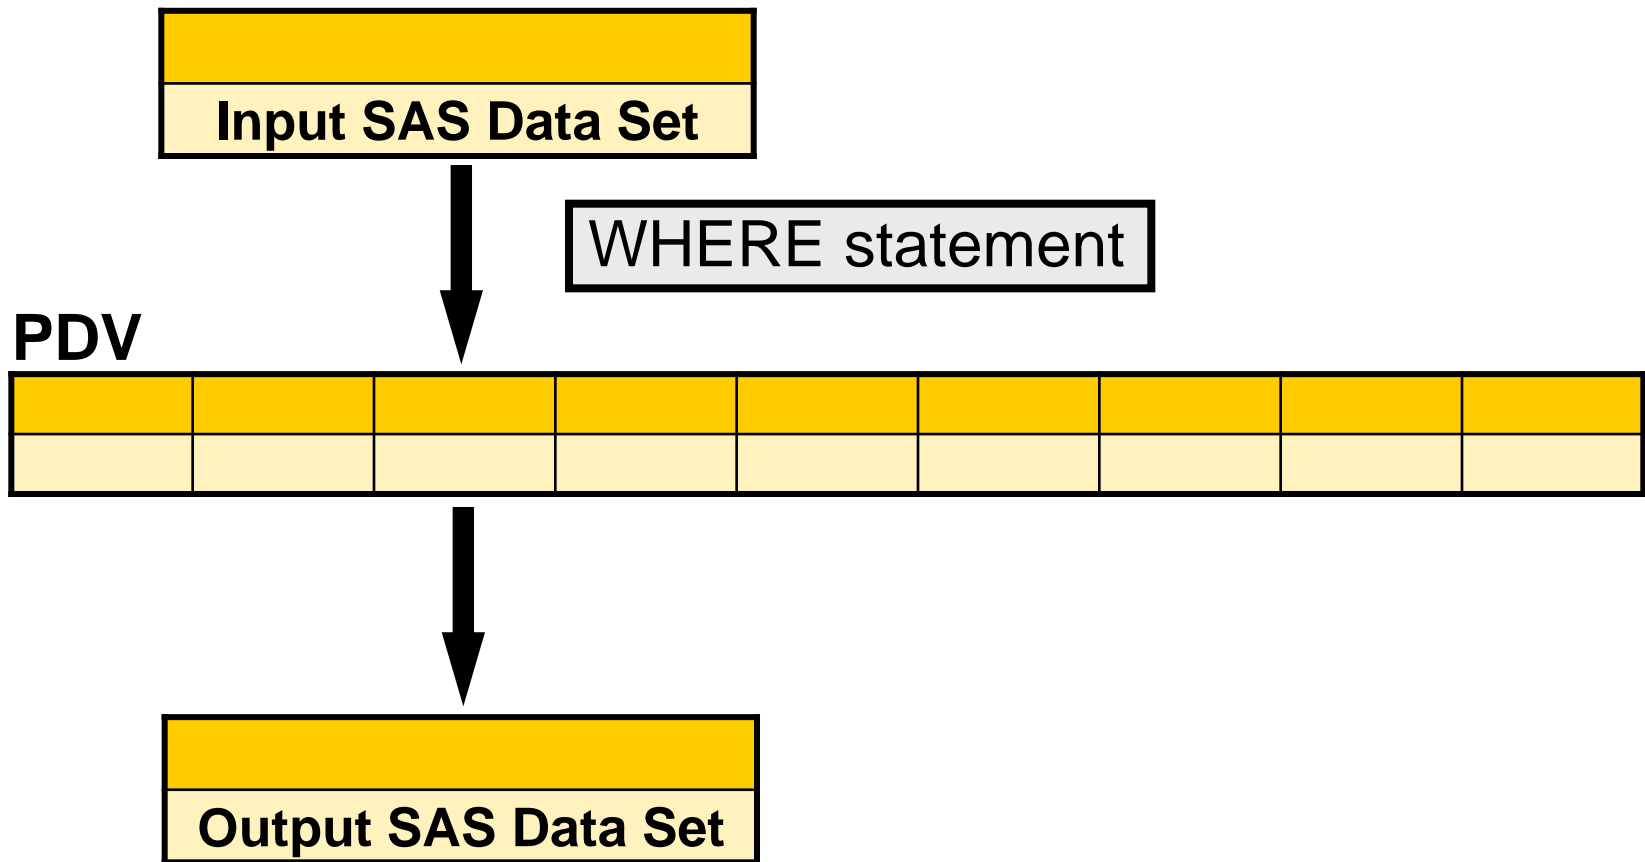 Input SAS Data Set
WHERE statement
PDV
Output SAS Data Set